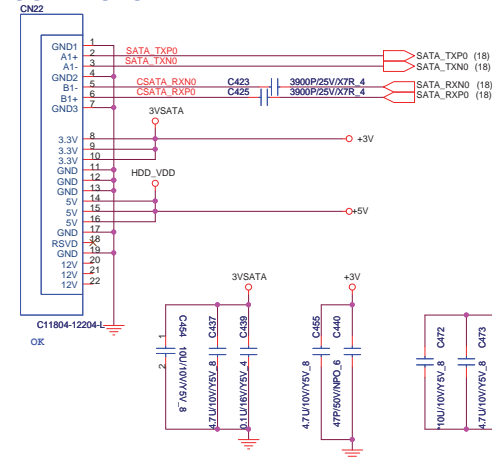 CN22
GND1 1
A1+ 2 SATA_TXP0 SATA_TXP0 (18)
A1- 3 SATA_TXN0 SATA_TXN0 (18)
GND2 4
B1- 5 CSATA_RXN0 C423 3900P/25V/X7R_4 SATA_RXN0 (18)
B1+ 6 CSATA_RXP0 C425 3900P/25V/X7R_4 SATA_RXP0 (18)
GND3 7
3VSATA
3.3V 8 +3V
3.3V 9
3.3V 10
GND 11
GND 12 HDD_VDD
GND 13
5V 14
5V 15 +5V
5V 16
GND 17
RSVD 18
GND 19
12V 20
12V 21
12V 22
C11804-12204-L
OK
3VSATA +3V
1
2
C454 10U/10V/Y5V_8
C437 4.7U/10V/Y5V_8
C439 0.1U/16V/Y5V_4
C455 4.7U/10V/Y5V_8
C440 47P/50V/NPO_6
C472 *10U/10V/Y5V_8
C473 4.7U/10V/Y5V_8